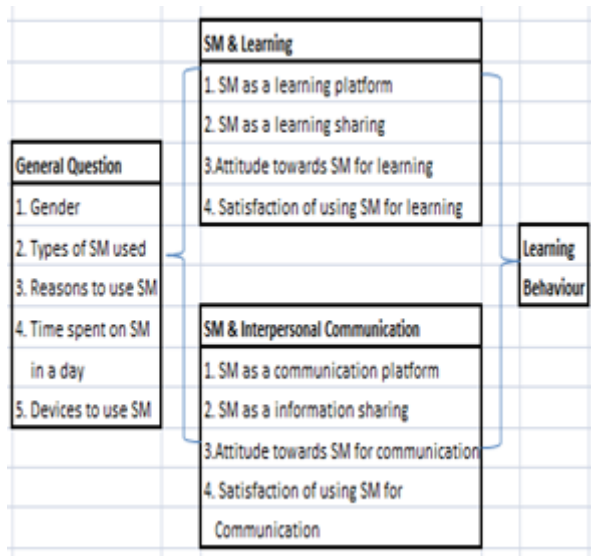 General Question
1. Gender
2. Types of SM used
3. Reasons to use SM
4. Time spent on SM
in a day
5. Devices to use SM
SM & Learning
1. SM as a learning platform
2. SM as a learning sharing
3.Attitude towards SM for learning
4. Satisfaction of using SM for learning
SM & Interpersonal Communication
1. SM as a communication platform
2. SM as a information sharing
3.Attitude towards SM for communication
4. Satisfaction of using SM for
Communication
Learning
Behaviour